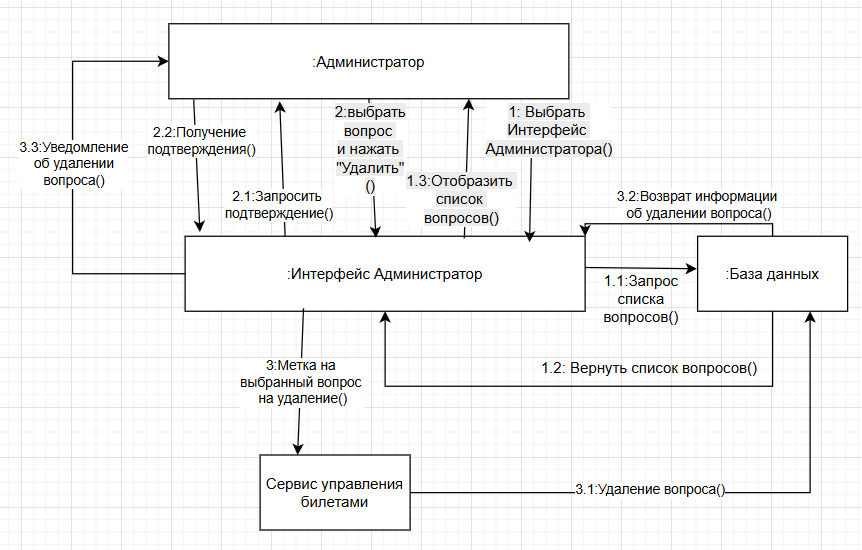 :Администратор
3.3:Уведомление
об удалении
вопроса()
2.2:Получение
подтверждения()
2.1:Запросить
подтверждение()
2:выбрать
вопрос
и нажать
"Удалить"
()
1.3:Отобразить
список
вопросов()
1: Выбрать
Интерфейс
Администратора()
3.2:Возврат информации
об удалении вопроса()
:Интерфейс Администратор
:База данных
1.1:Запрос
списка
вопросов()
1.2: Вернуть список вопросов()
3:Метка на
выбранный вопрос
на удаление()
Сервис управления
билетами
3.1:Удаление вопроса()